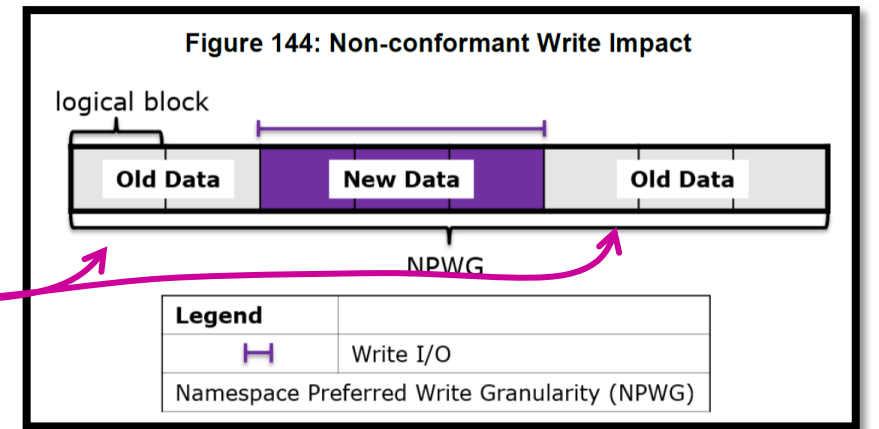 Figure 144: Non-conformant Write Impact
logical block
Old Data New Data Old Data
NPWG
Legend
Write I/O
Namespace Preferred Write Granularity (NPWG)